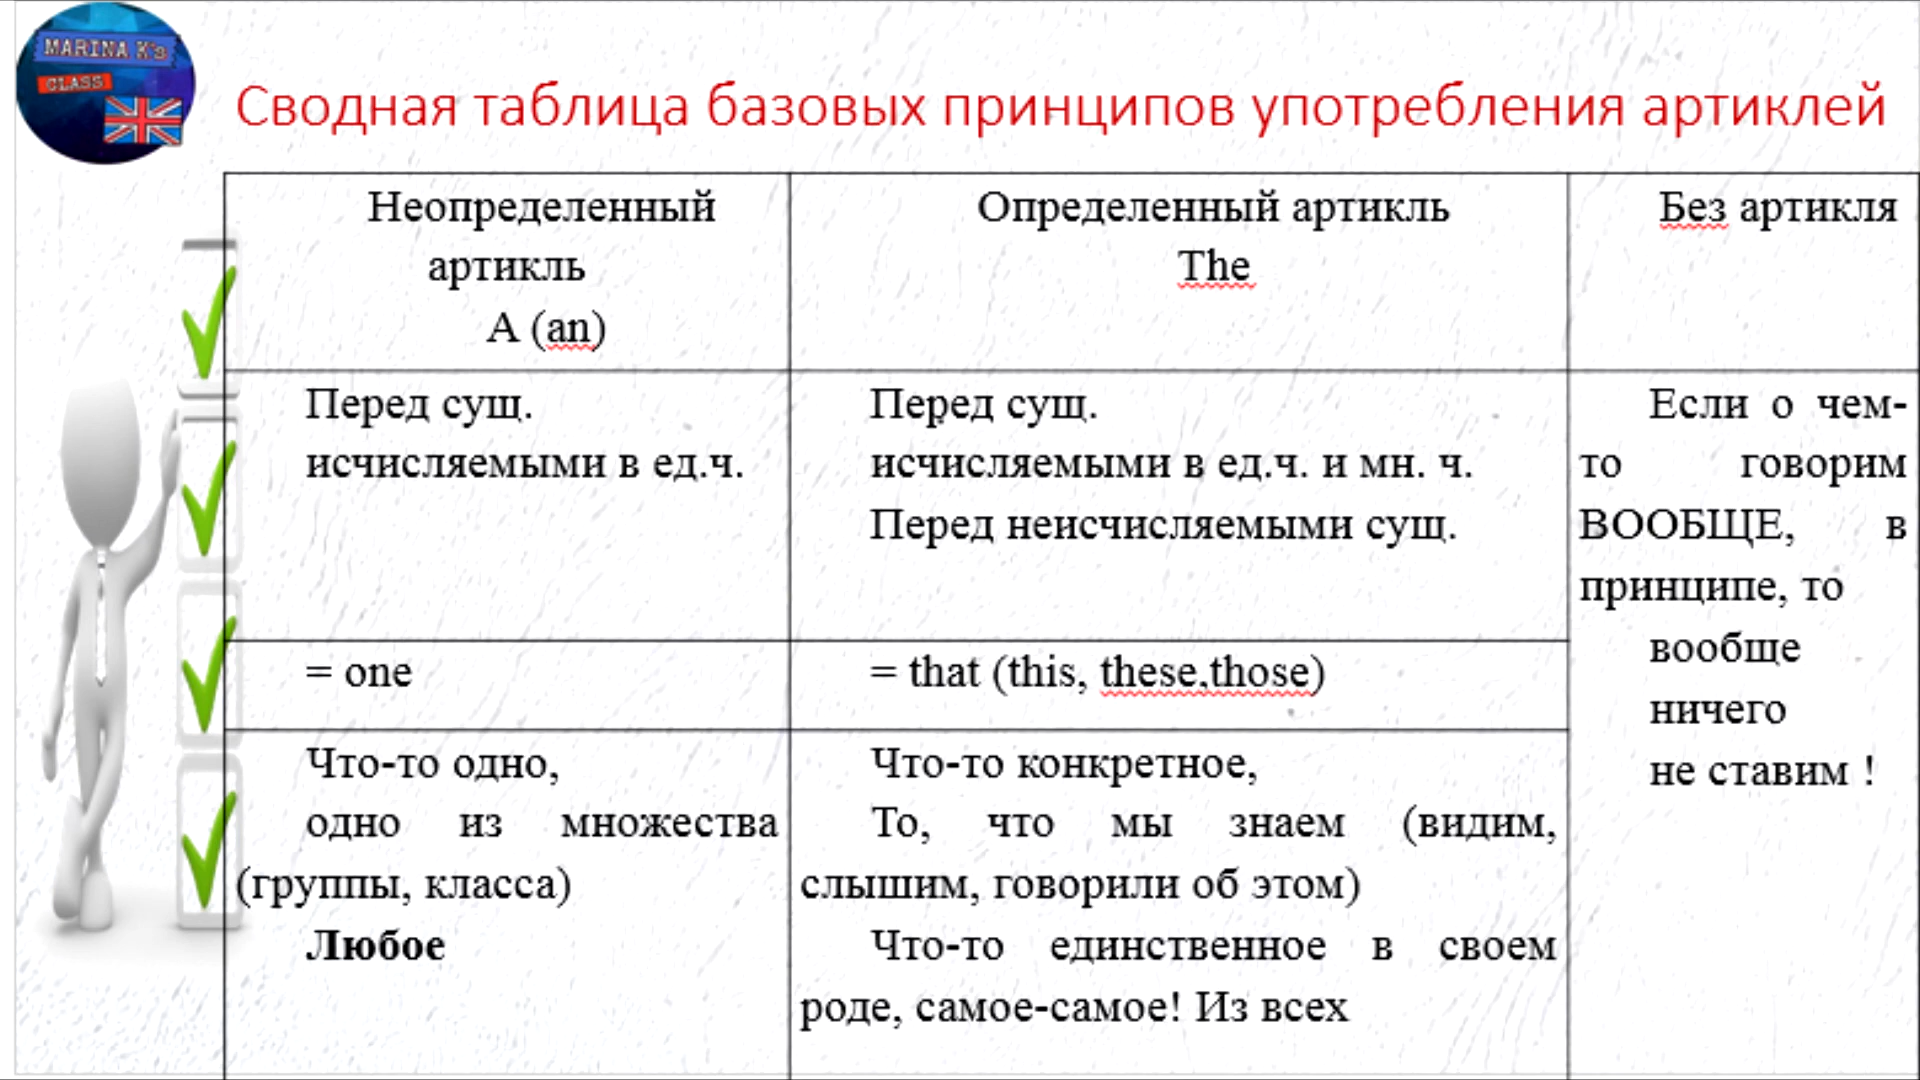 MARINA K's
CLASS
Сводная таблица базовых принципов употребления артиклей
Неопределенный
артикль
A (an)
Определенный артикль
The
Без артикля
Перед сущ.
исчисляемыми в ед.ч.
Перед сущ.
исчисляемыми в ед.ч. и мн. ч.
Перед неисчисляемыми сущ.
Если о чем-
то говорим
ВООБЩЕ, в
принципе, то
вообще
ничего
не ставим !
= one
= that (this, these,those)
Что-то одно,
одно из множества
(группы, класса)
Любое
Что-то конкретное,
То, что мы знаем (видим,
слышим, говорили об этом)
Что-то единственное в своем
роде, самое-самое! Из всех